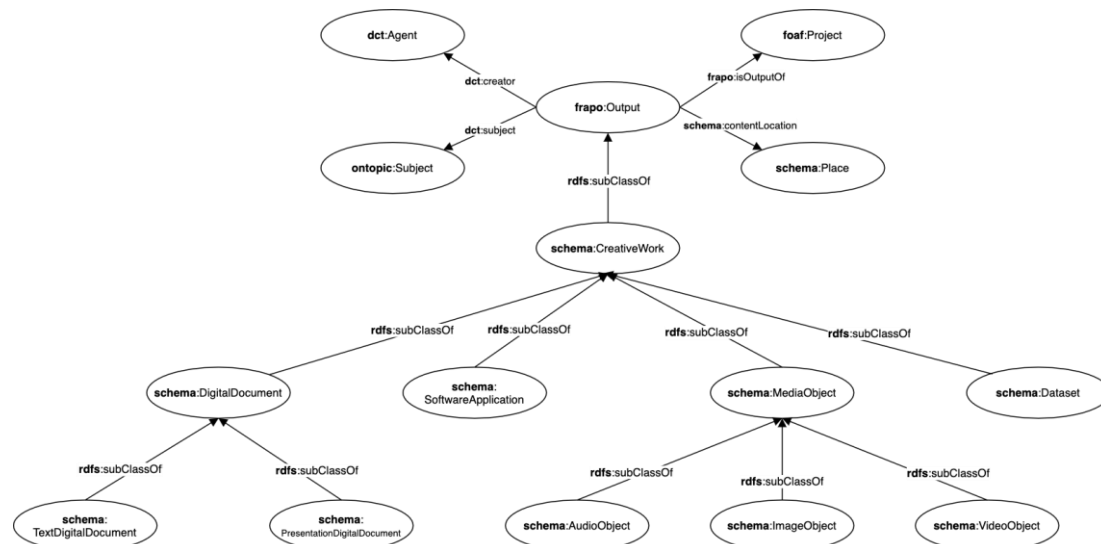 dct:Agent
foaf:Project
dct:creator
frapo:isOutputOf
frapo:Output
dct:subject
schema:contentLocation
ontopic:Subject
schema:Place
rdfs:subClassOf
schema:CreativeWork
rdfs:subClassOf
rdfs:subClassOf
rdfs:subClassOf
rdfs:subClassOf
schema:DigitalDocument
schema:
SoftwareApplication
schema:MediaObject
schema:Dataset
rdfs:subClassOf
rdfs:subClassOf
rdfs:subClassOf
rdfs:subClassOf
rdfs:subClassOf
schema:
TextDigitalDocument
schema:
PresentationDigitalDocument
schema:AudioObject
schema:ImageObject
schema:VideoObject